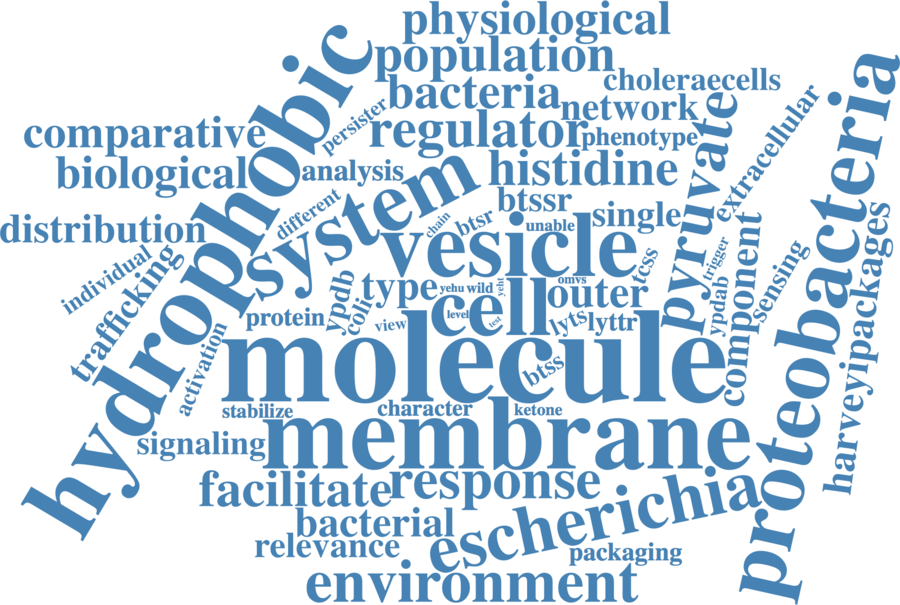 physiological
population
choleraecells
bacteria
network
persister
regulator
phenotype
comparative
hydrophobic
pyruvate
extracellular
proteobacteria
biological
analysis
histidine
system
different
btssr
single
distribution
chain
btsr
unable
vesicle
individual
trafficking
ypdb
colic
type
yehu
wild
yeht
omvs
outer
tcss
trigger
ypdab
component
sensing
harveyipackages
protein
view
cell
level
test
lyts
lyttr
activation
molecule
btss
stabilize
character
ketone
signaling
membrane
facilitate
response
escherichia
bacterial
relevance
packaging
environment